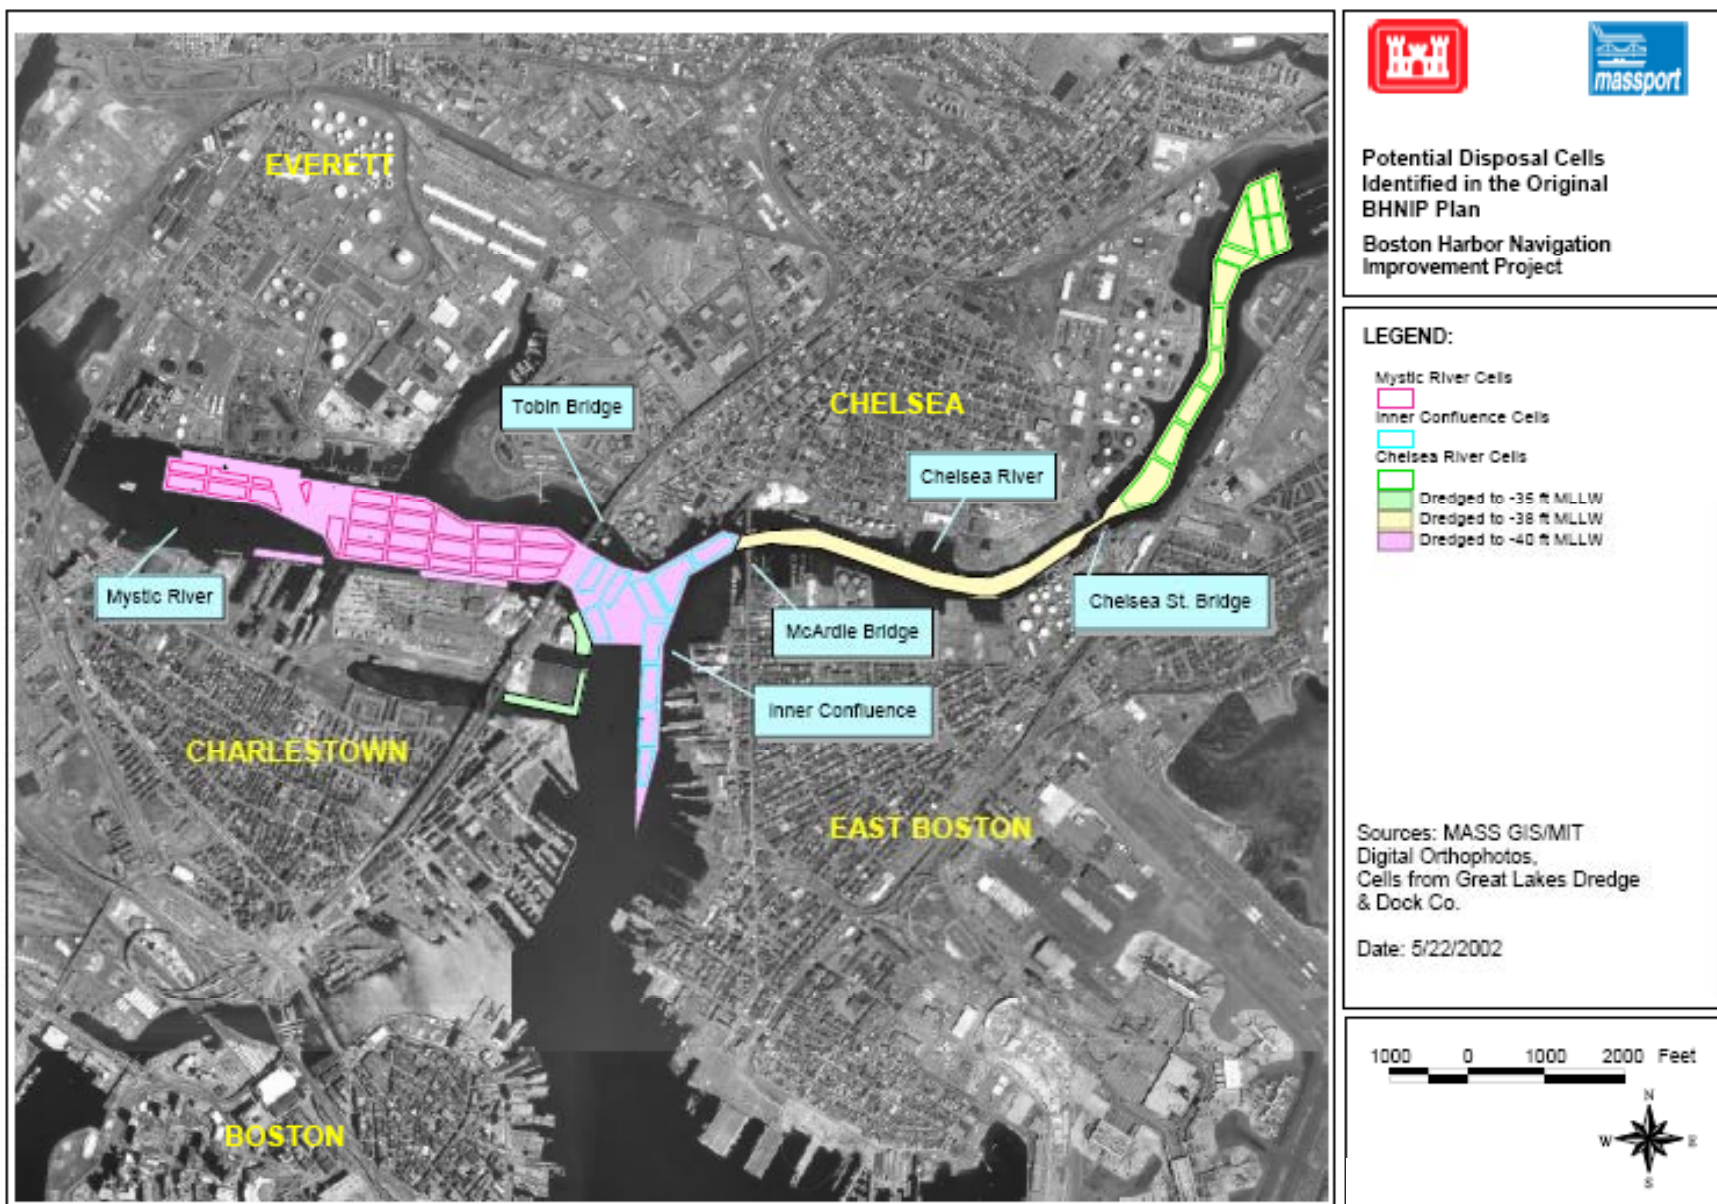 massport
Potential Disposal Cells
Identified in the Original
BHNIP Plan
Boston Harbor Navigation
Improvement Project
LEGEND:
Mystic River Cells
Inner Confluence Cells
Chelsea River Cells
Dredged to -35 ft MLLW
Dredged to -38 ft MLLW
Dredged to -40 ft MLLW
Sources: MASS GIS/MIT
Digital Orthophotos,
Cells from Great Lakes Dredge
& Dock Co.
Date: 5/22/2002
1000 0 1000 2000 Feet
N
W E
S
EVERETT
Tobin Bridge
CHELSEA
Chelsea River
Mystic River
Chelsea St. Bridge
McArdle Bridge
Inner Confluence
CHARLESTOWN
EAST BOSTON
BOSTON